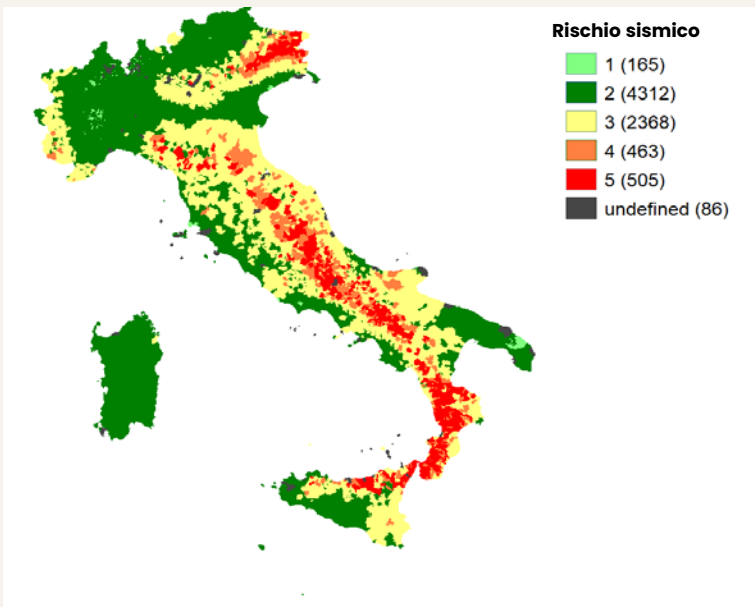 Rischio sismico
1 (165)
2 (4312)
3 (2368)
4 (463)
5 (505)
undefined (86)